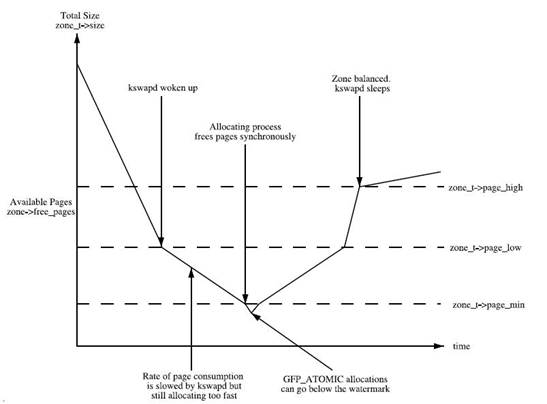 Total Size
zone_t->size
kswapd woken up
Zone balanced.
kswapd sleeps
Allocating process
frees pages synchronously
zone_t->page_high
Available Pages
zone->free_pages
zone_t->page_low
zone_t->page_min
time
Rate of page consumption
is slowed by kswapd but
still allocating too fast
GFP_ATOMIC allocations
can go below the watermark